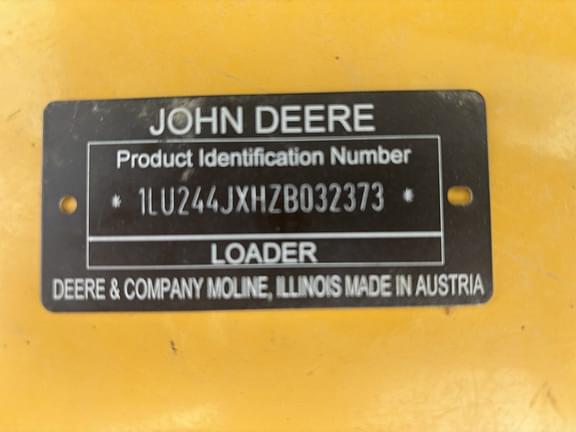 JOHN DEERE
Product Identification Number
* 1LU244JXHZB032373 *
LOADER
DEERE & COMPANY MOLINE, ILLINOIS MADE IN AUSTRIA